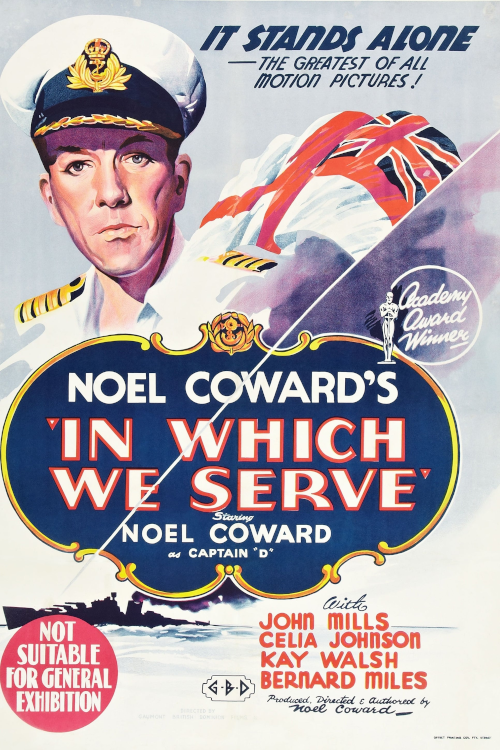 IT STANDS ALONE
— THE GREATEST OF ALL
MOTION PICTURES!
Academy
Award
Winner
NOEL COWARD'S
'IN WHICH
WE SERVE'
Starring
NOEL COWARD
as CAPTAIN "D"
With
JOHN MILLS
CELIA JOHNSON
KAY WALSH
BERNARD MILES
Produced, Directed & Authored by
Noel Coward—
NOT
SUITABLE
FOR GENERAL
EXHIBITION
G·B·D